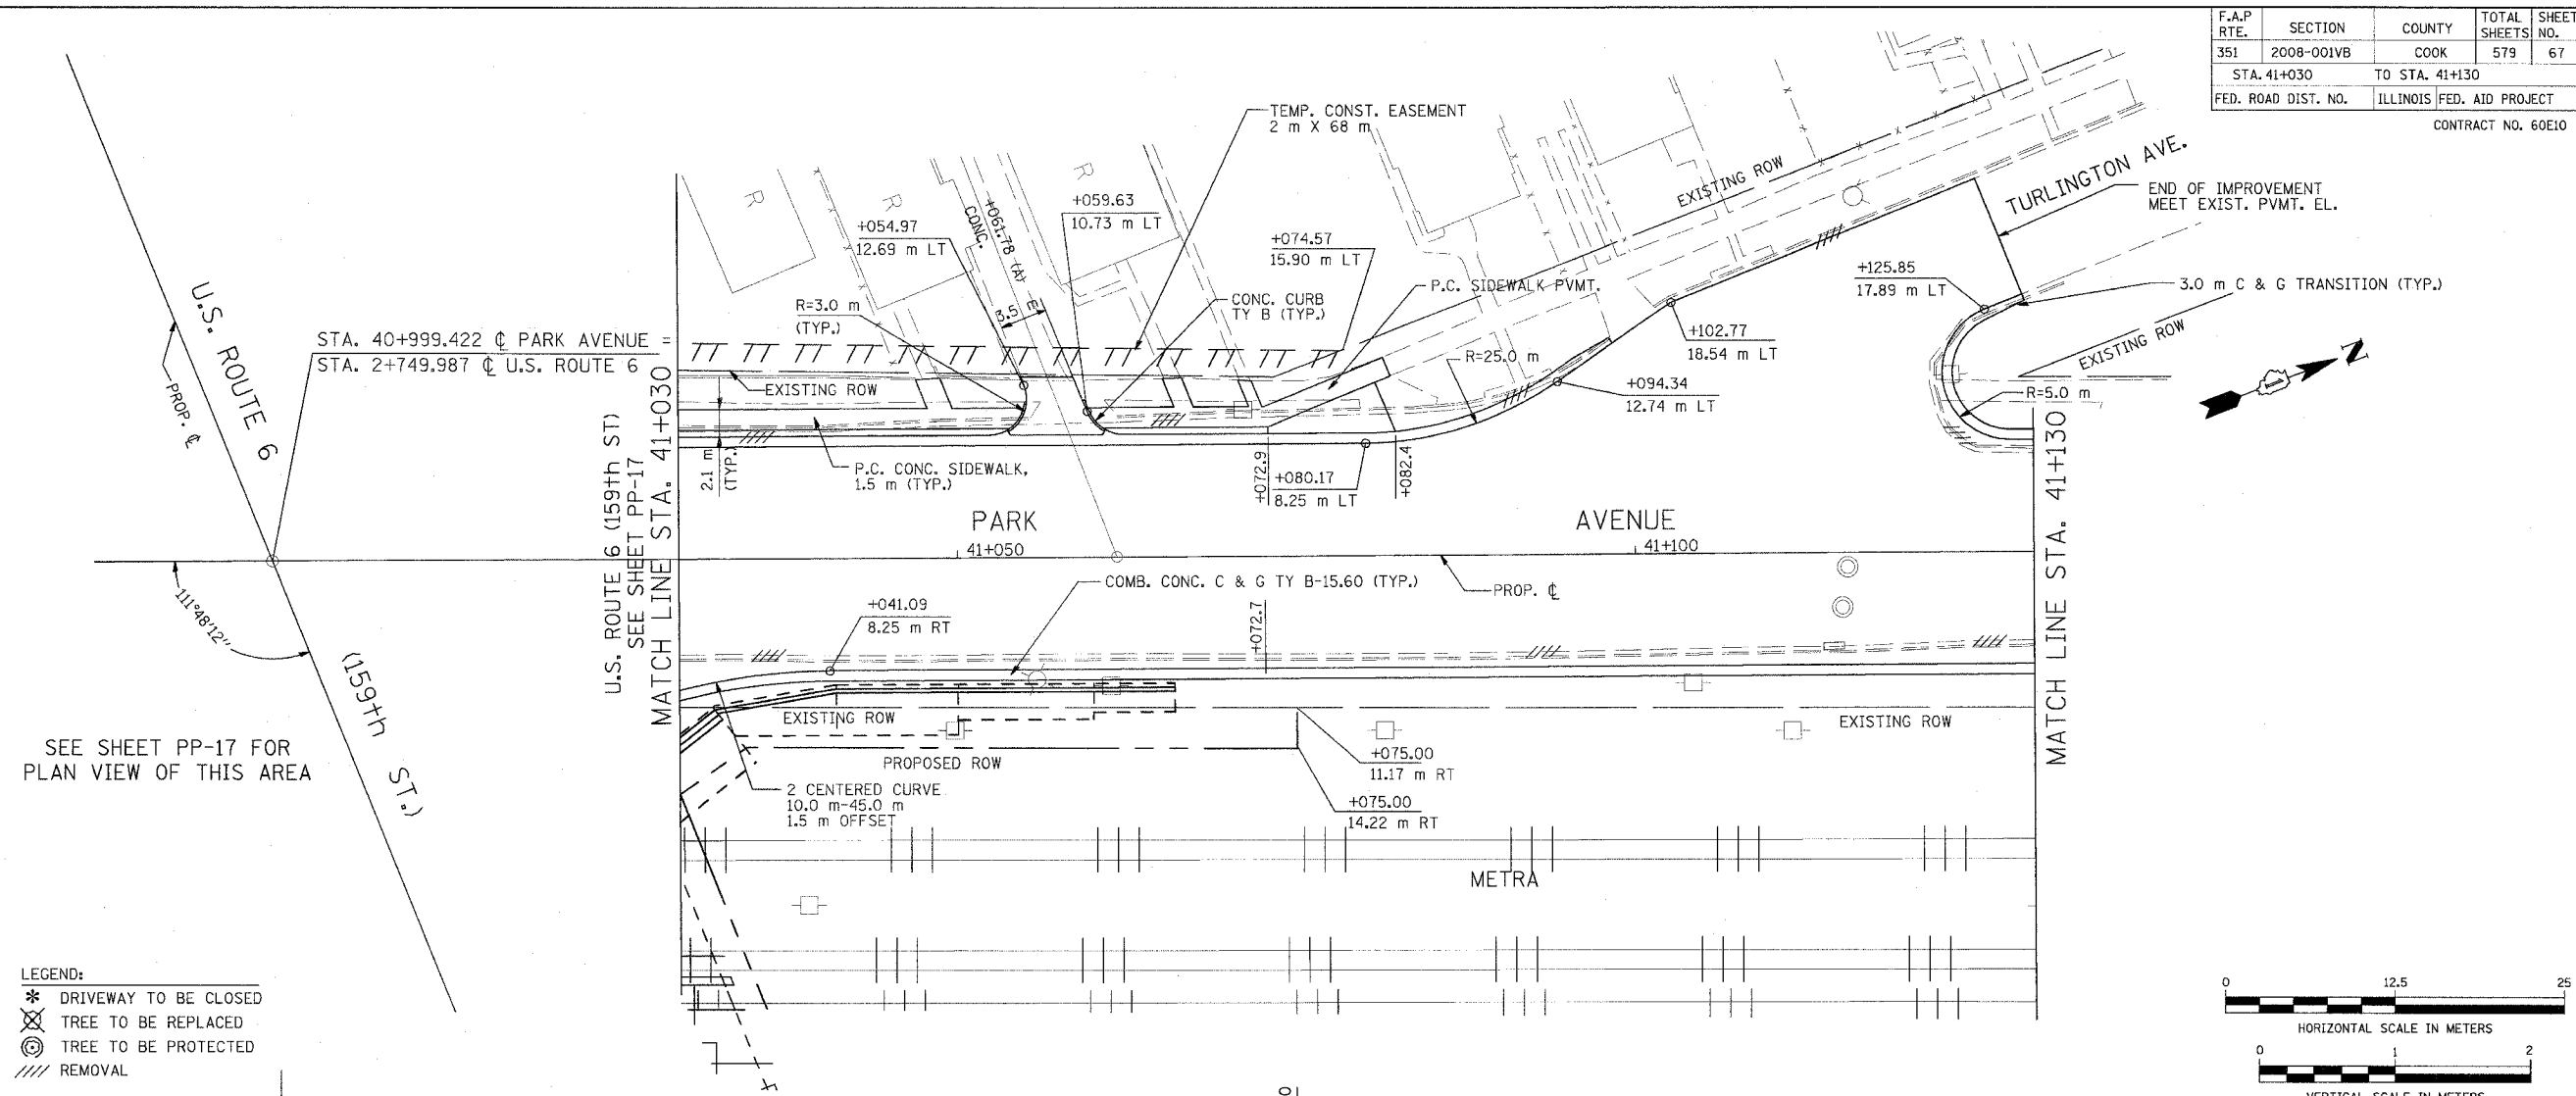 F.A.P RTE. SECTION COUNTY TOTAL SHEETS SHEET NO.
351 2008-001VB COOK 579 67
STA. 41+030 TO STA. 41+130
FED. ROAD DIST. NO. ILLINOIS FED. AID PROJECT
CONTRACT NO. 60E10
TEMP. CONST. EASEMENT
2 m X 68 m
EXISTING ROW
TURLINGTON AVE.
END OF IMPROVEMENT
MEET EXIST. PVMT. EL.
R
R
R
+054.97
12.69 m LT
CONC.
+061.78 (A)
3.5
E
+059.63
10.73 m LT
+074.57
15.90 m LT
R=3.0 m
(TYP.)
CONC. CURB
TY B (TYP.)
P.C. SIDEWALK PVMT.
+125.85
17.89 m LT
3.0 m C & G TRANSITION (TYP.)
EXISTING ROW
U.S. ROUTE 6
PROP. ℄
STA. 40+999.422 ℄ PARK AVENUE =
STA. 2+749.987 ℄ U.S. ROUTE 6
EXISTING ROW
R=25.0 m
+102.77
18.54 m LT
+094.34
12.74 m LT
R=5.0 m
N
2.1 m
(TYP.)
P.C. CONC. SIDEWALK,
1.5 m (TYP.)
+072.9
+080.17
8.25 m LT
+082.4
U.S. ROUTE 6 (159th ST)
SEE SHEET PP-17
MATCH LINE STA. 41+030
PARK AVENUE
41+050
41+100
PROP. ℄
MATCH LINE STA. 41+130
111°48'12''
(159th ST.)
COMB. CONC. C & G TY B-15.60 (TYP.)
+041.09
8.25 m RT
+072.7
EXISTING ROW
EXISTING ROW
PROPOSED ROW
+075.00
11.17 m RT
+075.00
14.22 m RT
2 CENTERED CURVE
10.0 m-45.0 m
1.5 m OFFSET
SEE SHEET PP-17 FOR
PLAN VIEW OF THIS AREA
METRA
LEGEND:
* DRIVEWAY TO BE CLOSED
TREE TO BE REPLACED
TREE TO BE PROTECTED
//// REMOVAL
0 12.5 25
HORIZONTAL SCALE IN METERS
0 1 2
VERTICAL SCALE IN METERS